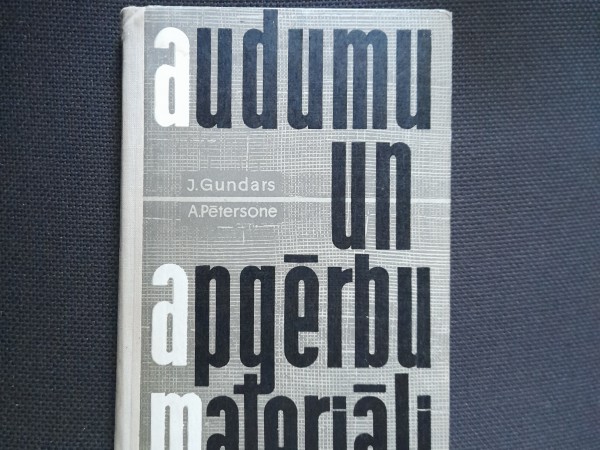 audumu
un
J. Gundars
A. Pētersone
apģērbu
materiāli